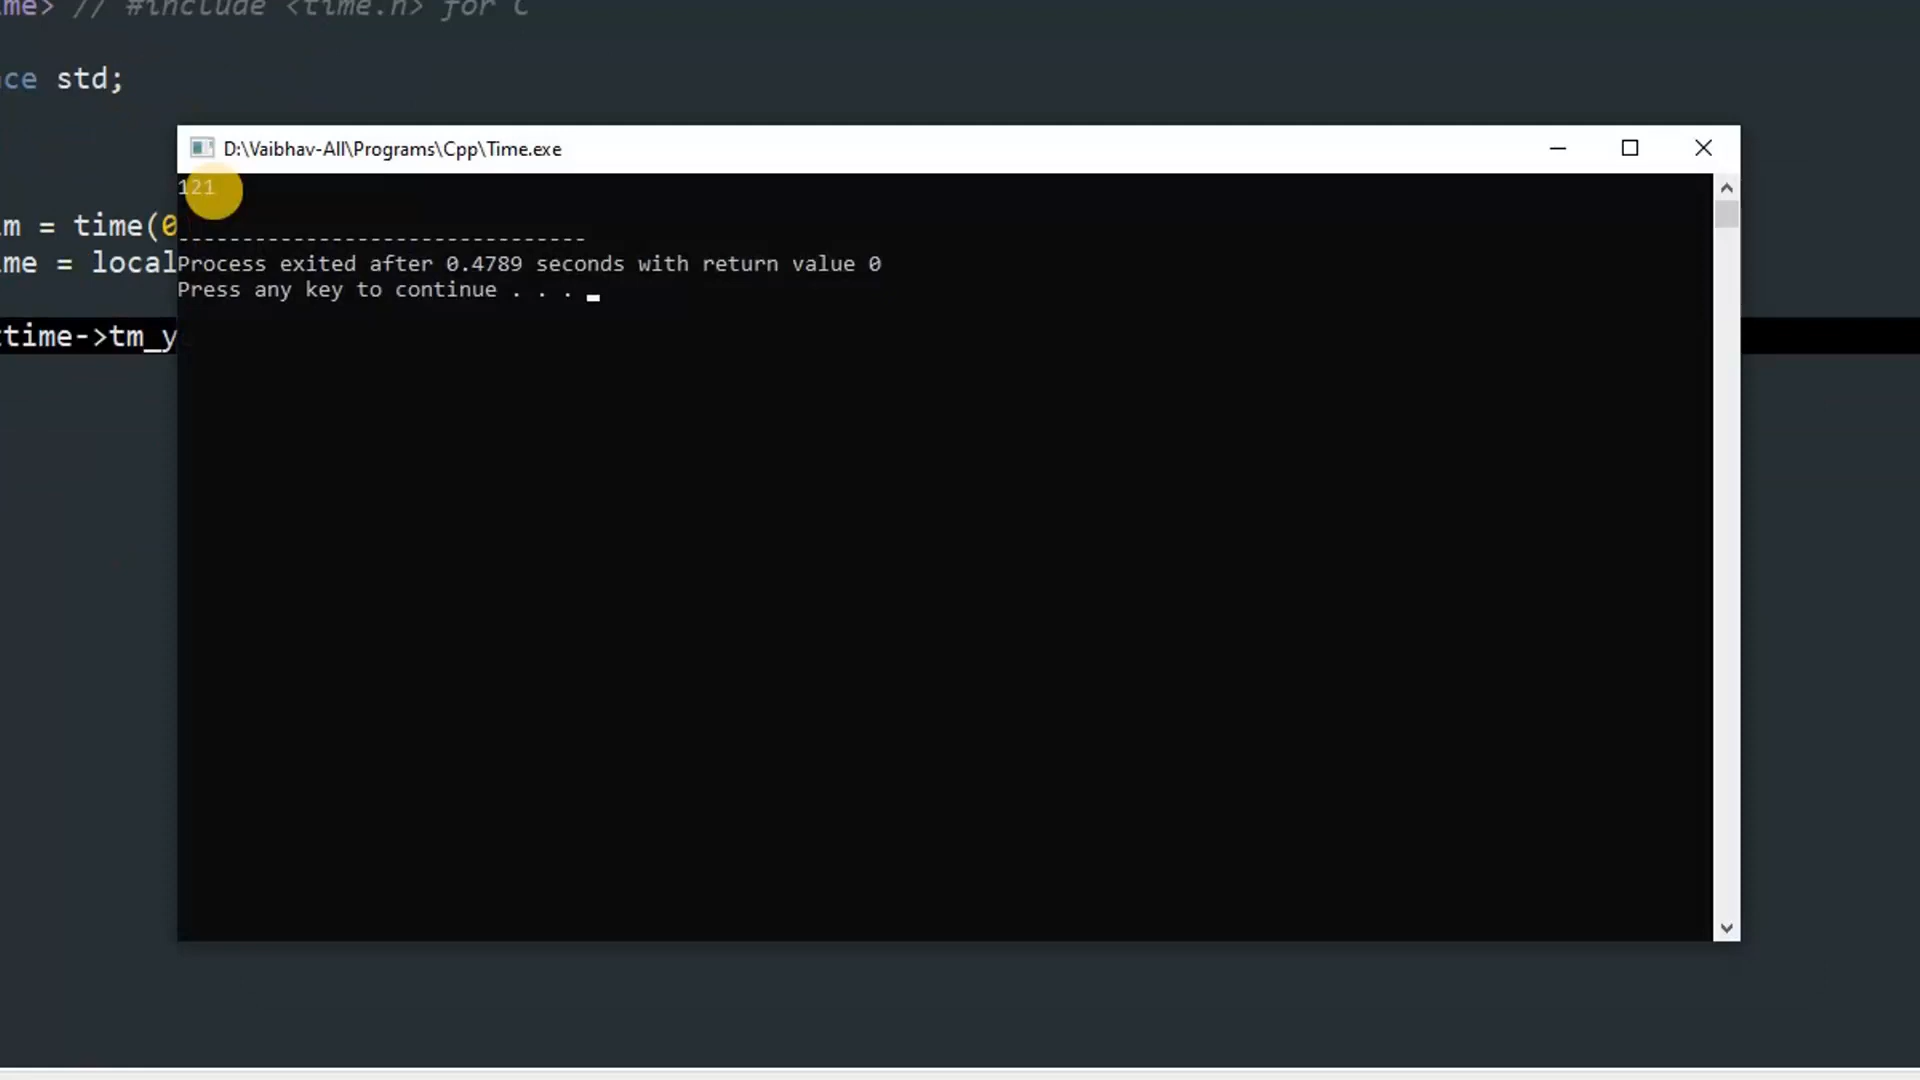 me> // #include <time.h> for C
ce std;
D:\Vaibhav-All\Programs\Cpp\Time.exe
121
m = time(0
--------------------------------
me = local
Process exited after 0.4789 seconds with return value 0
Press any key to continue . . .
ttime->tm_y